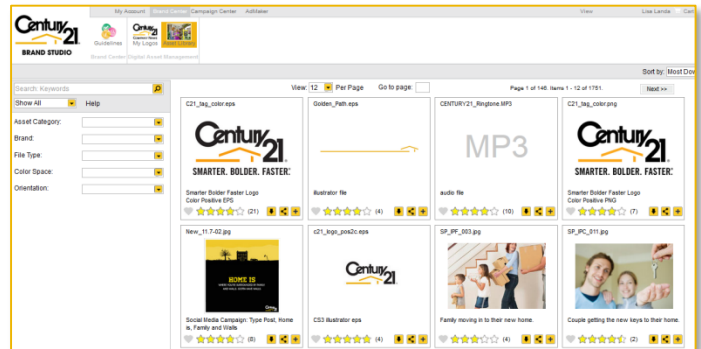 My Account Brand Center Campaign Center AdMaker View Lisa Landa
Century 21
BRAND STUDIO
Guidelines My Logos Asset Library
Brand Center Digital Asset Management
Sort by: Most Dow
Search: Keywords
View: 12 Per Page Go to page: Page 1 of 146. Items 1 - 12 of 1751. Next >>
Show All Help
Asset Category:
Brand:
File Type:
Color Space:
Orientation:
C21_tag_color.eps Golden_Path.eps CENTURY21_Ringtone.MP3 C21_tag_color.png
Century 21 MP3 Century 21
SMARTER. BOLDER. FASTER. SMARTER. BOLDER. FASTER.
Smarter Bolder Faster Logo illustrator file audio file Smarter Bolder Faster Logo
Color Positive EPS Color Positive PNG
(21) (4) (10) (7)
New_11.7-02.jpg c21_logo_pos2c.eps SP_IPF_003.jpg SP_IPC_011.jpg
HOME IS
Century 21
Social Media Campaign: Type Post, Home CS3 illustrator eps Family moving in to their new home. Couple getting the new keys to their home.
is, Family and Walls
(8) (4) (4) (2)